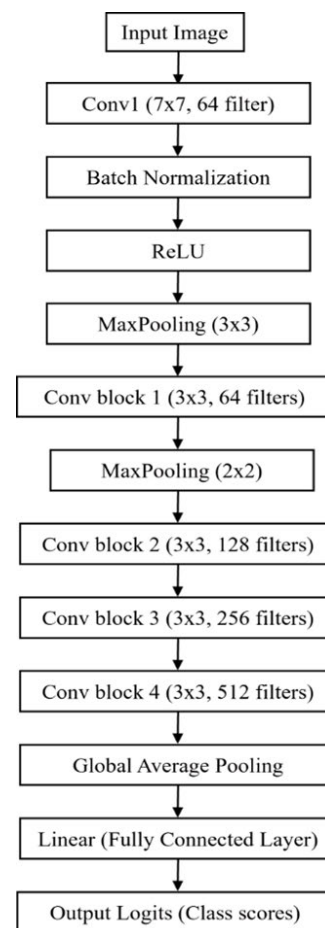 Input Image
Conv1 (7x7, 64 filter)
Batch Normalization
ReLU
MaxPooling (3x3)
Conv block 1 (3x3, 64 filters)
MaxPooling (2x2)
Conv block 2 (3x3, 128 filters)
Conv block 3 (3x3, 256 filters)
Conv block 4 (3x3, 512 filters)
Global Average Pooling
Linear (Fully Connected Layer)
Output Logits (Class scores)